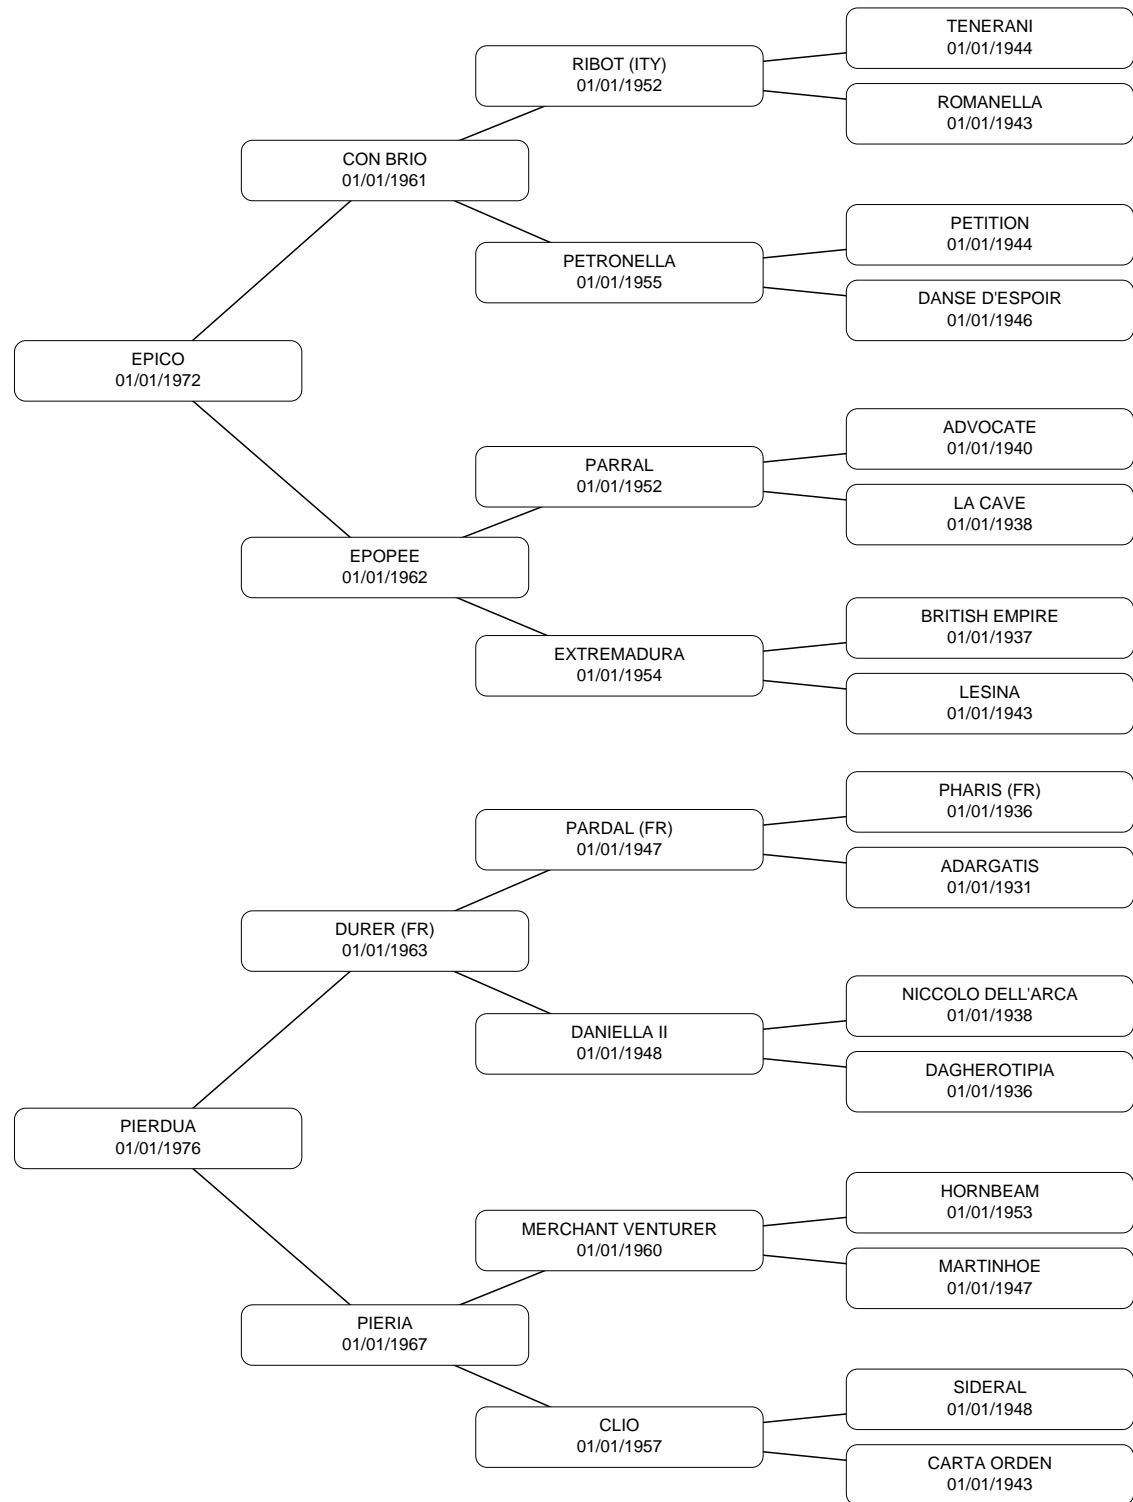 TENERANI
01/01/1944
RIBOT (ITY)
01/01/1952
ROMANELLA
01/01/1943
CON BRIO
01/01/1961
PETITION
01/01/1944
PETRONELLA
01/01/1955
DANSE D'ESPOIR
01/01/1946
EPICO
01/01/1972
ADVOCATE
01/01/1940
PARRAL
01/01/1952
LA CAVE
01/01/1938
EPOPEE
01/01/1962
BRITISH EMPIRE
01/01/1937
EXTREMADURA
01/01/1954
LESINA
01/01/1943
PHARIS (FR)
01/01/1936
PARDAL (FR)
01/01/1947
ADARGATIS
01/01/1931
DURER (FR)
01/01/1963
NICCOLO DELL'ARCA
01/01/1938
DANIELLA II
01/01/1948
DAGHEROTIPIA
01/01/1936
PIERDUA
01/01/1976
HORNBEAM
01/01/1953
MERCHANT VENTURER
01/01/1960
MARTINHOE
01/01/1947
PIERIA
01/01/1967
SIDERAL
01/01/1948
CLIO
01/01/1957
CARTA ORDEN
01/01/1943